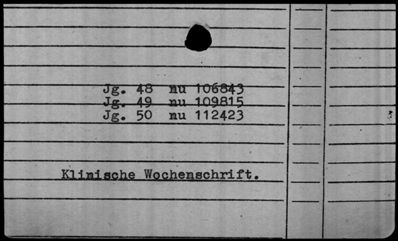 Jg. 48 nu 106843
Jg. 49 nu 109815
Jg. 50 nu 112423
Klinische Wochenschrift.